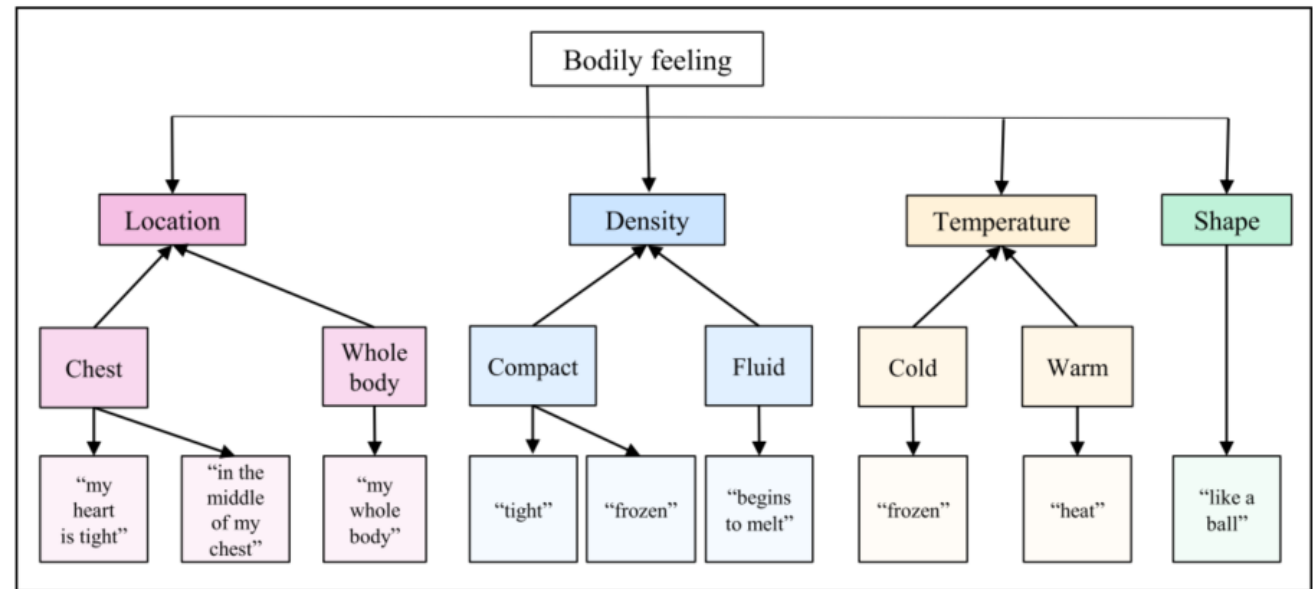 Bodily feeling
Location
Density
Temperature
Shape
Chest
Whole
body
Compact
Fluid
Cold
Warm
“my
heart
is tight”
“in the
middle
of my
chest”
“my
whole
body”
“tight”
“frozen”
“begins
to melt”
“frozen”
“heat”
“like a
ball”